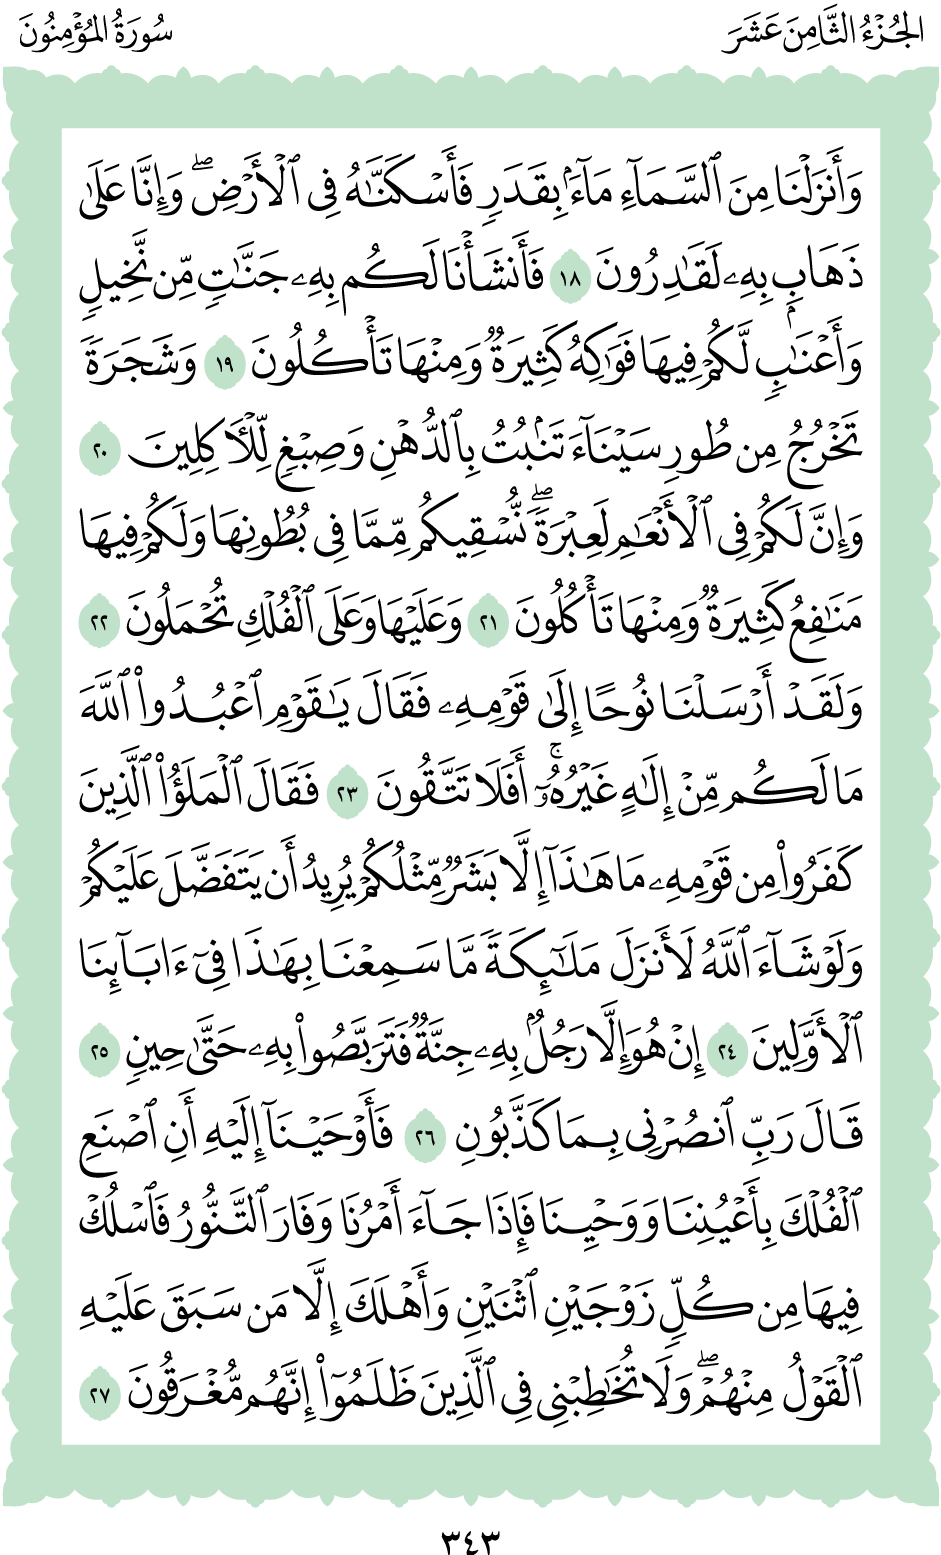 الجُزْءُ الثَّامِنَ عَشَرَ
سُورَةُ المُؤْمِنُونَ
وَأَنزَلْنَا مِنَ ٱلسَّمَآءِ مَآءًۢ بِقَدَرٍ فَأَسْكَنَّٰهُ فِى ٱلْأَرْضِۖ وَإِنَّا عَلَىٰ
ذَهَابٍۭ بِهِۦ لَقَٰدِرُونَ ١٨ فَأَنشَأْنَا لَكُم بِهِۦ جَنَّٰتٍ مِّن نَّخِيلٍ
وَأَعْنَٰبٍ لَّكُمْ فِيهَا فَوَٰكِهُ كَثِيرَةٌ وَمِنْهَا تَأْكُلُونَ ١٩ وَشَجَرَةً
تَخْرُجُ مِن طُورِ سَيْنَآءَ تَنۢبُتُ بِٱلدُّهْنِ وَصِبْغٍ لِّلْـَٔاكِلِينَ ٢٠
وَإِنَّ لَكُمْ فِى ٱلْأَنْعَٰمِ لَعِبْرَةًۖ نُّسْقِيكُم مِّمَّا فِى بُطُونِهَا وَلَكُمْ فِيهَا
مَنَٰفِعُ كَثِيرَةٌ وَمِنْهَا تَأْكُلُونَ ٢١ وَعَلَيْهَا وَعَلَى ٱلْفُلْكِ تُحْمَلُونَ ٢٢
وَلَقَدْ أَرْسَلْنَا نُوحًا إِلَىٰ قَوْمِهِۦ فَقَالَ يَٰقَوْمِ ٱعْبُدُوا۟ ٱللَّهَ
مَا لَكُم مِّنْ إِلَٰهٍ غَيْرُهُۥٓۚ أَفَلَا تَتَّقُونَ ٢٣ فَقَالَ ٱلْمَلَؤُا۟ ٱلَّذِينَ
كَفَرُوا۟ مِن قَوْمِهِۦ مَا هَٰذَآ إِلَّا بَشَرٌ مِّثْلُكُمْ يُرِيدُ أَن يَتَفَضَّلَ عَلَيْكُمْ
وَلَوْ شَآءَ ٱللَّهُ لَأَنزَلَ مَلَٰٓئِكَةً مَّا سَمِعْنَا بِهَٰذَا فِىٓ ءَابَآئِنَا
ٱلْأَوَّلِينَ ٢٤ إِنْ هُوَ إِلَّا رَجُلٌۢ بِهِۦ جِنَّةٌ فَتَرَبَّصُوا۟ بِهِۦ حَتَّىٰ حِينٍ ٢٥
قَالَ رَبِّ ٱنصُرْنِى بِمَا كَذَّبُونِ ٢٦ فَأَوْحَيْنَآ إِلَيْهِ أَنِ ٱصْنَعِ
ٱلْفُلْكَ بِأَعْيُنِنَا وَوَحْيِنَا فَإِذَا جَآءَ أَمْرُنَا وَفَارَ ٱلتَّنُّورُ فَٱسْلُكْ
فِيهَا مِن كُلٍّ زَوْجَيْنِ ٱثْنَيْنِ وَأَهْلَكَ إِلَّا مَن سَبَقَ عَلَيْهِ
ٱلْقَوْلُ مِنْهُمْۖ وَلَا تُخَٰطِبْنِى فِى ٱلَّذِينَ ظَلَمُوٓا۟ إِنَّهُم مُّغْرَقُونَ ٢٧
٣٤٣